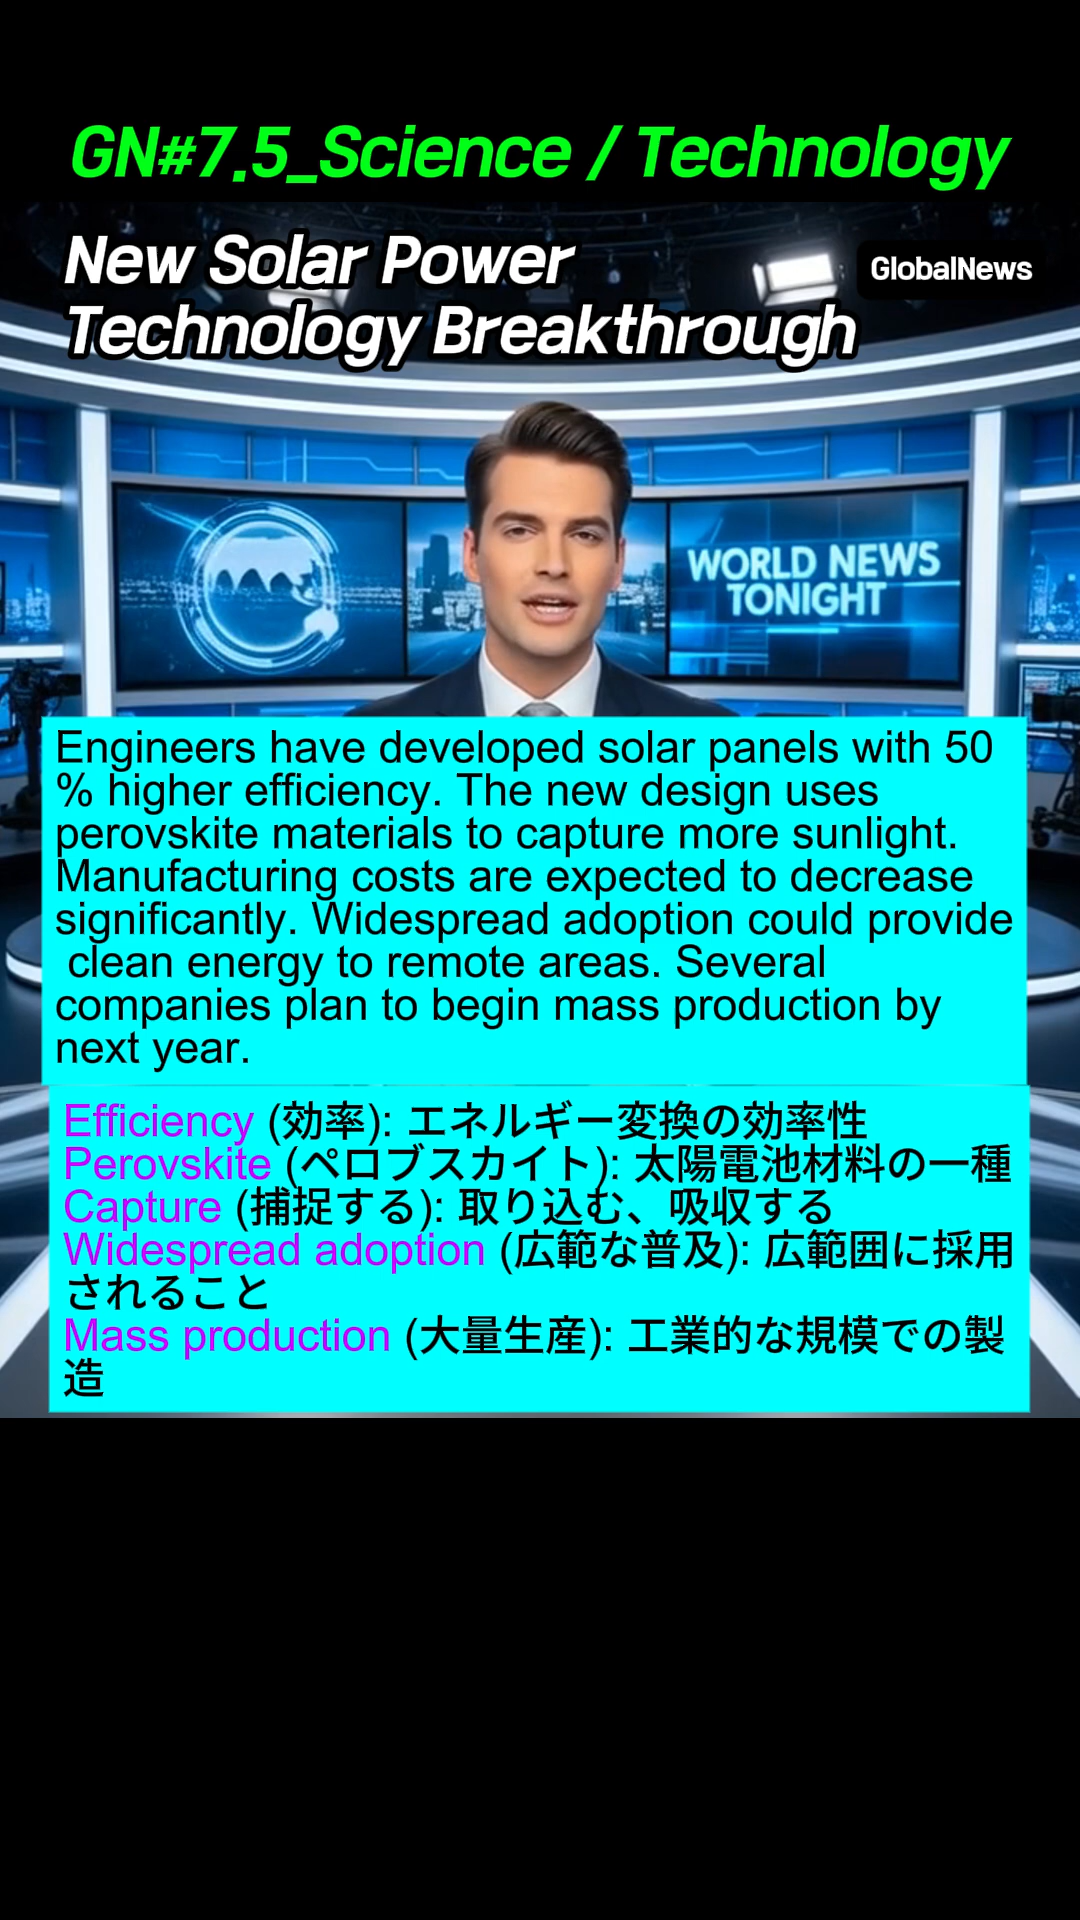 GN#7.5_Science / Technology
New Solar Power
Technology Breakthrough
GlobalNews
WORLD NEWS
TONIGHT
Engineers have developed solar panels with 50
% higher efficiency. The new design uses
perovskite materials to capture more sunlight.
Manufacturing costs are expected to decrease
significantly. Widespread adoption could provide
clean energy to remote areas. Several
companies plan to begin mass production by
next year.
Efficiency (効率): エネルギー変換の効率性
Perovskite (ペロブスカイト): 太陽電池材料の一種
Capture (捕捉する): 取り込む、吸収する
Widespread adoption (広範な普及): 広範囲に採用
されること
Mass production (大量生産): 工業的な規模での製
造